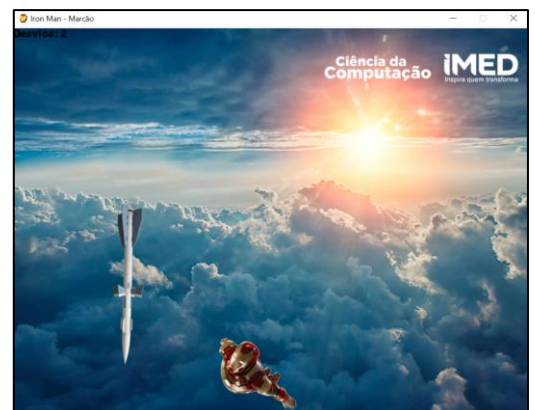 Iron Man - Marcão
Desvios: 2
Ciência da
Computação
iMED
Inspira quem transforma